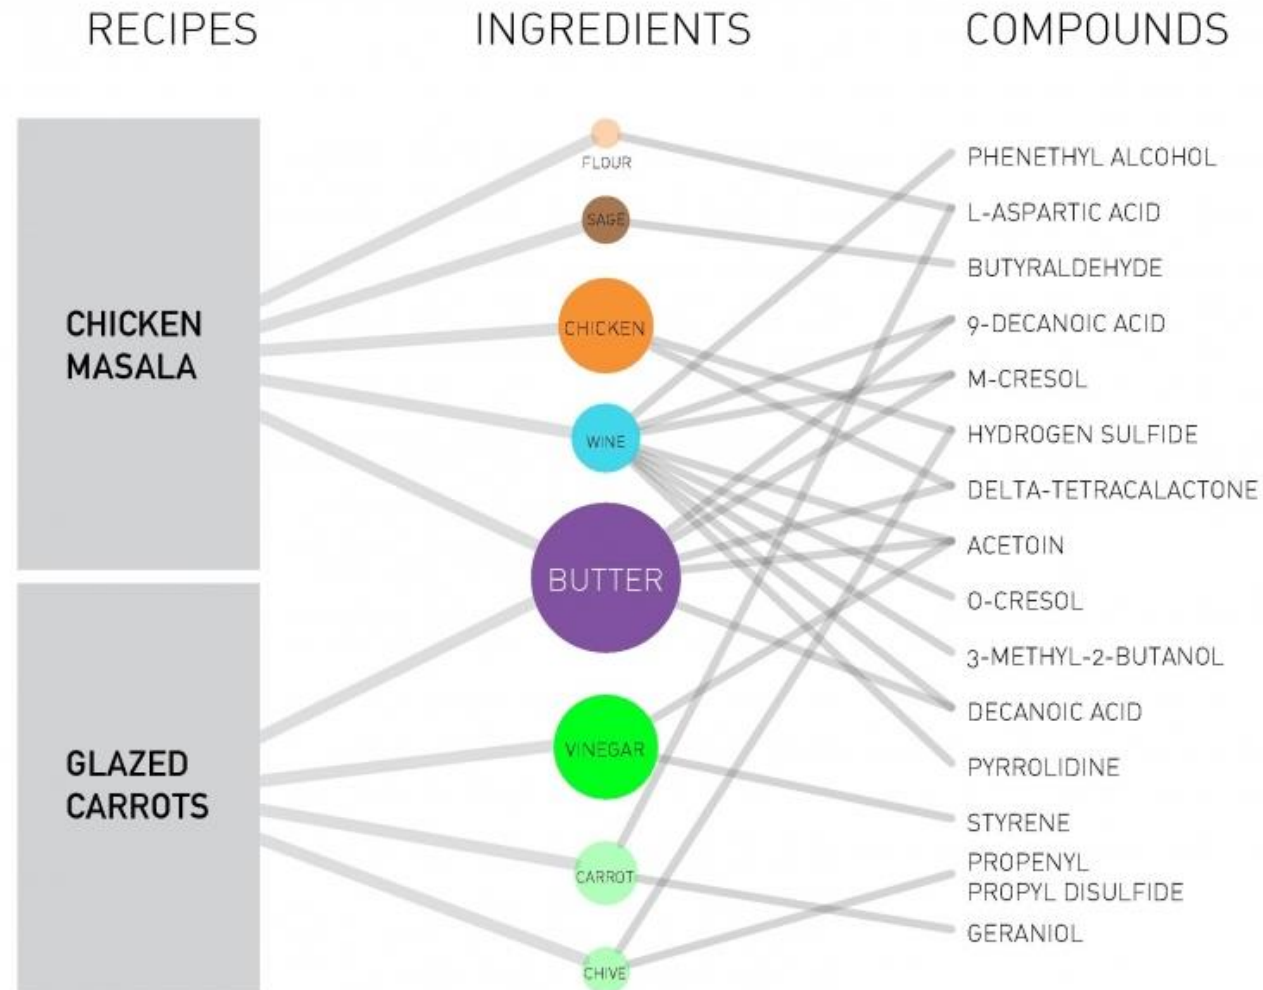 RECIPES
INGREDIENTS
COMPOUNDS
CHICKEN
MASALA
GLAZED
CARROTS
FLOUR
SAGE
CHICKEN
WINE
BUTTER
VINEGAR
CARROT
CHIVE
PHENETHYL ALCOHOL
L-ASPARTIC ACID
BUTYRALDEHYDE
9-DECANOIC ACID
M-CRESOL
HYDROGEN SULFIDE
DELTA-TETRACALACTONE
ACETOIN
O-CRESOL
3-METHYL-2-BUTANOL
DECANOIC ACID
PYRROLIDINE
STYRENE
PROPENYL
PROPYL DISULFIDE
GERANIOL